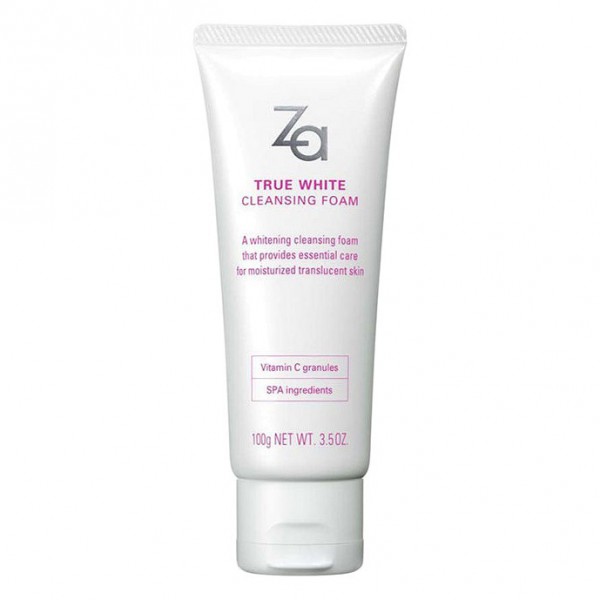 Za
TRUE WHITE
CLEANSING FOAM
A whitening cleansing foam
that provides essential care
for moisturized translucent skin
Vitamin C granules
SPA ingredients
100g NET WT. 3.5OZ.